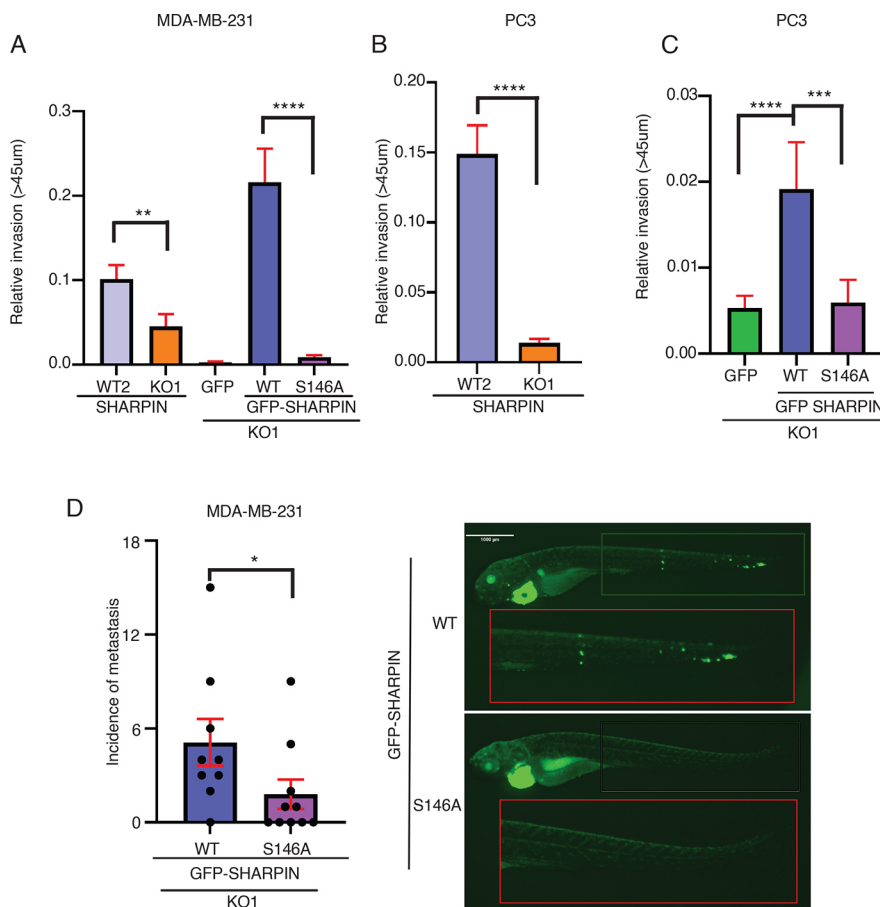 MDA-MB-231
PC3
PC3
A
B
C
Relative invasion (>45um)
0.3
0.2
0.1
0.0
**
****
WT2 KO1 GFP WT S146A
SHARPIN GFP-SHARPIN
KO1
Relative invasion (>45um)
0.20
0.15
0.10
0.05
0.00
****
WT2 KO1
SHARPIN
Relative invasion (>45um)
0.03
0.02
0.01
0.00
**** ***
GFP WT S146A
GFP SHARPIN
KO1
D
MDA-MB-231
Incidence of metastasis
18
12
6
0
*
WT S146A
GFP-SHARPIN
KO1
GFP-SHARPIN
WT
S146A
1000 µm